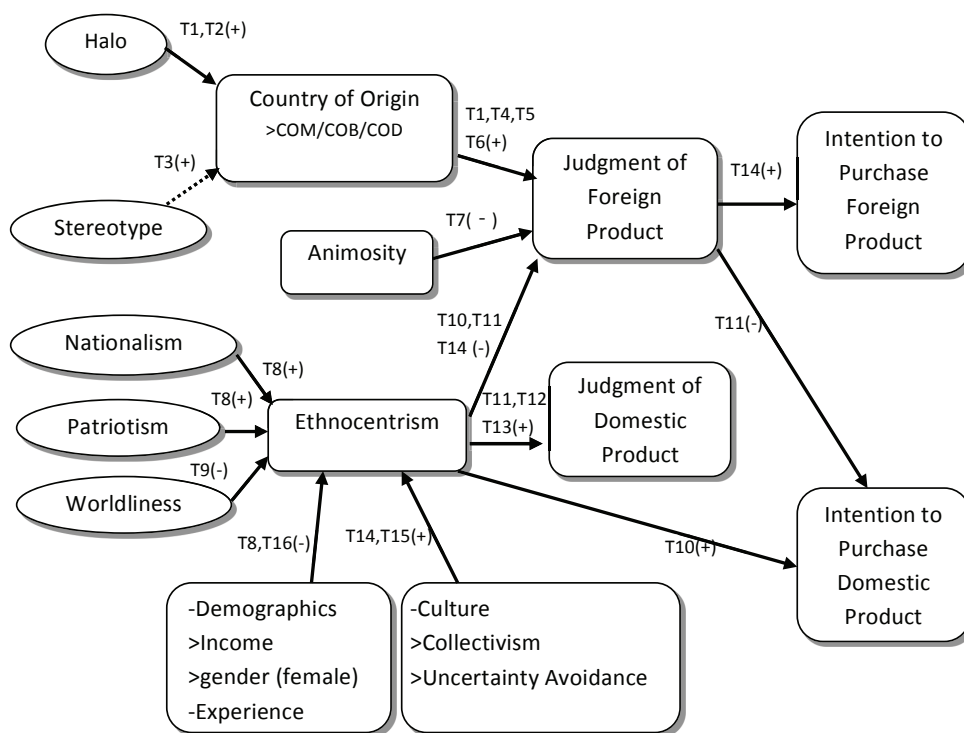 Halo
T1,T2(+)
Country of Origin
>COM/COB/COD
T3(+)
Stereotype
T1,T4,T5
T6(+)
Judgment of
Foreign
Product
T14(+)
Intention to
Purchase
Foreign
Product
Animosity
T7( - )
T10,T11
T14 (-)
T11(-)
Nationalism
T8(+)
Patriotism
T8(+)
Worldliness
T9(-)
Ethnocentrism
T11,T12
T13(+)
Judgment of
Domestic
Product
T10(+)
Intention to
Purchase
Domestic
Product
T8,T16(-)
T14,T15(+)
-Demographics
>Income
>gender (female)
-Experience
-Culture
>Collectivism
>Uncertainty Avoidance